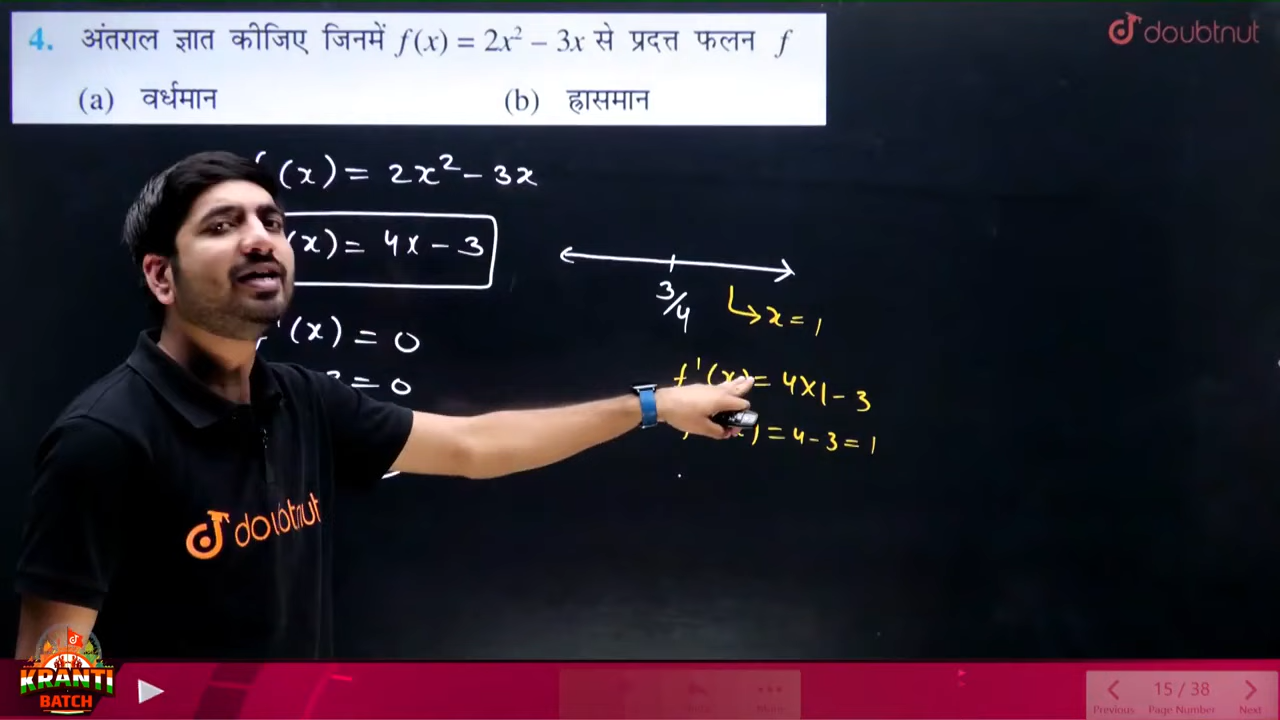 4. अंतराल ज्ञात कीजिए जिनमें f(x) = 2x² – 3x से प्रदत्त फलन f
(a) वर्धमान (b) ह्रासमान
doubtnut
(x) = 2x² – 3x
(x) = 4x – 3
'(x) = 0
= 0
3/4
x = 1
f'(x) = 4×1 – 3
= 4 – 3 = 1
doubtnut
KRANTI
BATCH
15 / 38
Previous Page Number Next